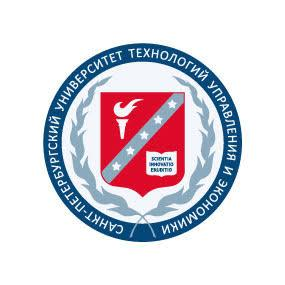 САНКТ-ПЕТЕРБУРГСКИЙ УНИВЕРСИТЕТ ТЕХНОЛОГИЙ УПРАВЛЕНИЯ И ЭКОНОМИКИ
SCIENTIA
INNOVATIO
ERUDITIO